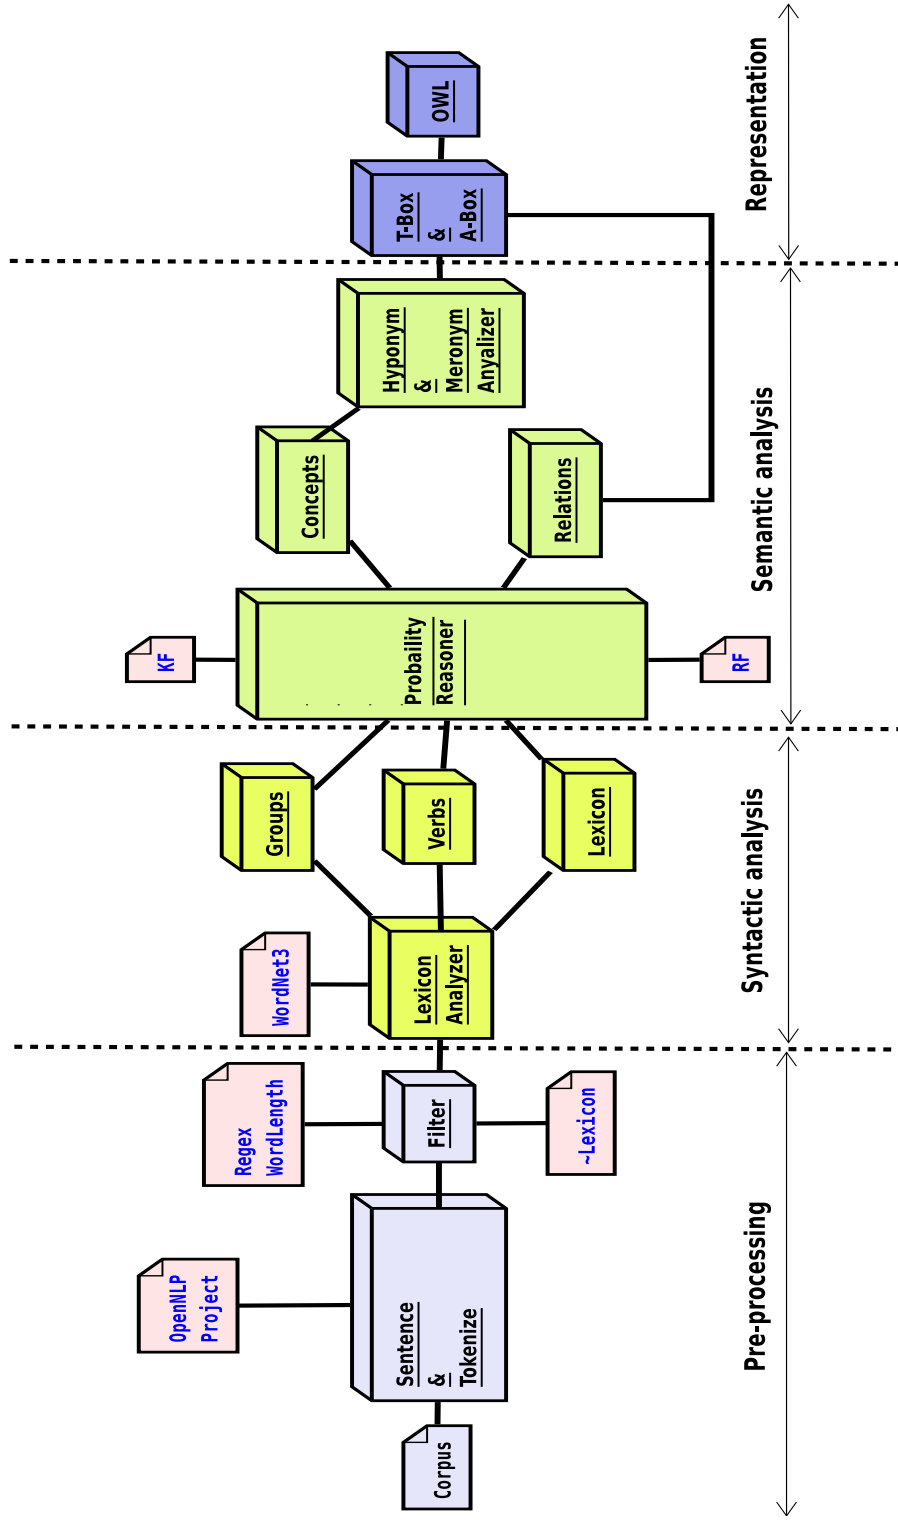 Corpus
Sentence
&
Tokenize
OpenNLP
Project
Filter
Regex
WordLength
~Lexicon
Pre-processing
Lexicon
Analyzer
WordNet3
Groups
Verbs
Lexicon
Syntactic analysis
Probaility
Reasoner
KF
RF
Concepts
Relations
Hyponym
&
Meronym
Anyalizer
Semantic analysis
T-Box
&
A-Box
OWL
Representation